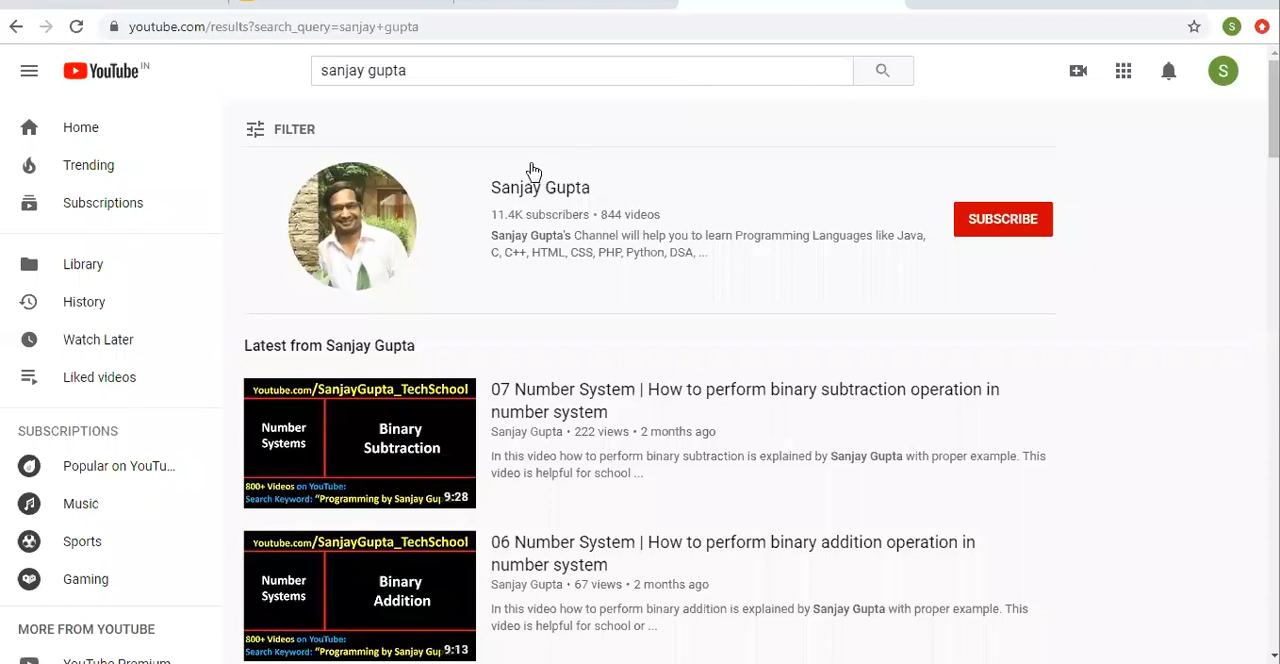 youtube.com/results?search_query=sanjay+gupta
S
YouTube IN
sanjay gupta
S
Home
Trending
Subscriptions
Library
History
Watch Later
Liked videos
SUBSCRIPTIONS
Popular on YouTu...
Music
Sports
Gaming
MORE FROM YOUTUBE
YouTube Premium
FILTER
Sanjay Gupta
11.4K subscribers • 844 videos
Sanjay Gupta's Channel will help you to learn Programming Languages like Java,
C, C++, HTML, CSS, PHP, Python, DSA, ...
SUBSCRIBE
Latest from Sanjay Gupta
Youtube.com/SanjayGupta_TechSchool
Number
Systems
Binary
Subtraction
800+ Videos on YouTube:
Search Keyword: "Programming by Sanjay Gu
9:28
07 Number System | How to perform binary subtraction operation in
number system
Sanjay Gupta • 222 views • 2 months ago
In this video how to perform binary subtraction is explained by Sanjay Gupta with proper example. This
video is helpful for school ...
Youtube.com/SanjayGupta_TechSchool
Number
Systems
Binary
Addition
800+ Videos on YouTube:
Search Keyword: "Programming by Sanjay Gu
9:13
06 Number System | How to perform binary addition operation in
number system
Sanjay Gupta • 67 views • 2 months ago
In this video how to perform binary addition is explained by Sanjay Gupta with proper example. This
video is helpful for school or ...